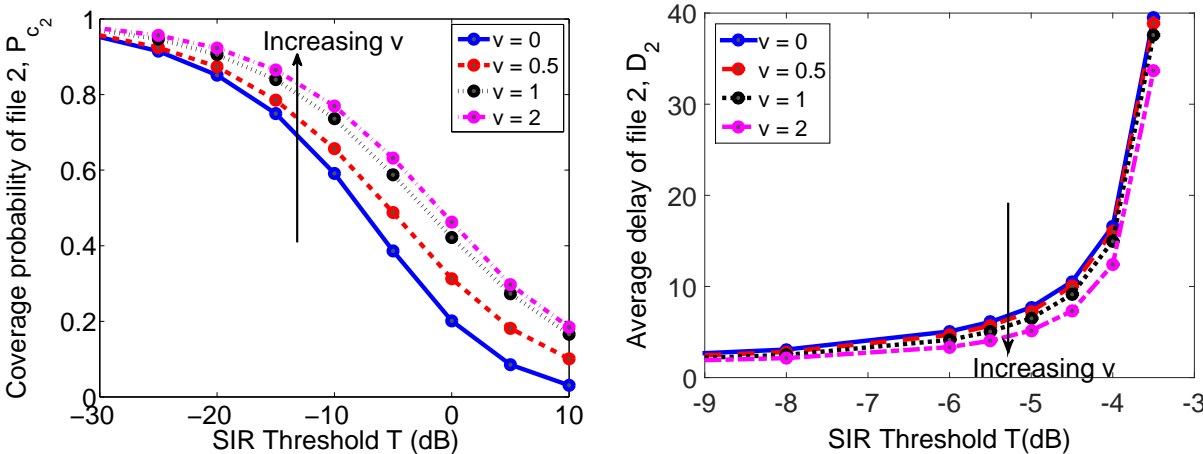 Coverage probability of file 2, P_{c_2}
1
0.8
0.6
0.4
0.2
0
−30
−20
−10
0
10
SIR Threshold T (dB)
Increasing v
v = 0
v = 0.5
v = 1
v = 2
Average delay of file 2, D_2
40
30
20
10
0
-9
-8
-7
-6
-5
-4
-3
SIR Threshold T(dB)
v = 0
v = 0.5
v = 1
v = 2
Increasing v